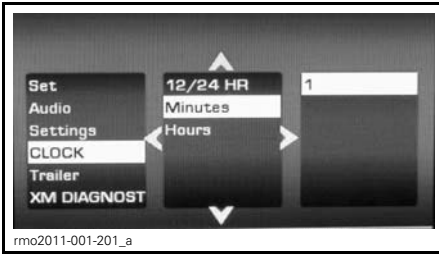 Set
Audio
Settings
CLOCK
Trailer
XM DIAGNOST
12/24 HR
Minutes
Hours
1
rmo2011-001-201_a